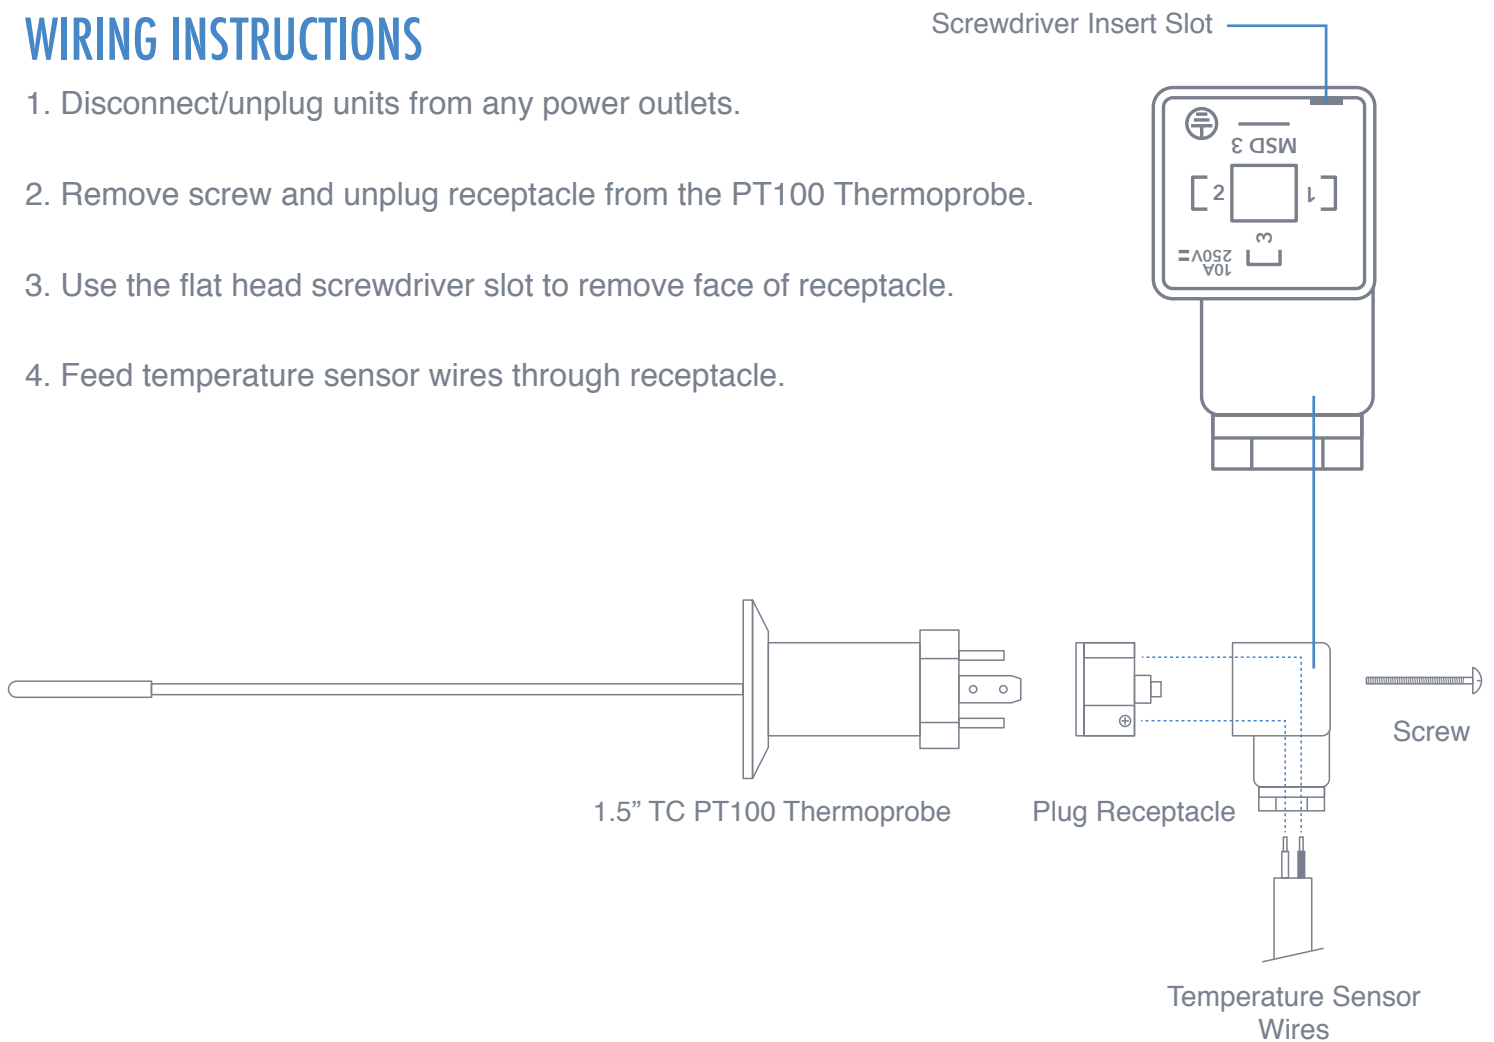 WIRING INSTRUCTIONS
Screwdriver Insert Slot
1. Disconnect/unplug units from any power outlets.
2. Remove screw and unplug receptacle from the PT100 Thermoprobe.
3. Use the flat head screwdriver slot to remove face of receptacle.
4. Feed temperature sensor wires through receptacle.
MSD 3
2
1
3
10A
250V=
Screw
1.5” TC PT100 Thermoprobe
Plug Receptacle
Temperature Sensor
Wires